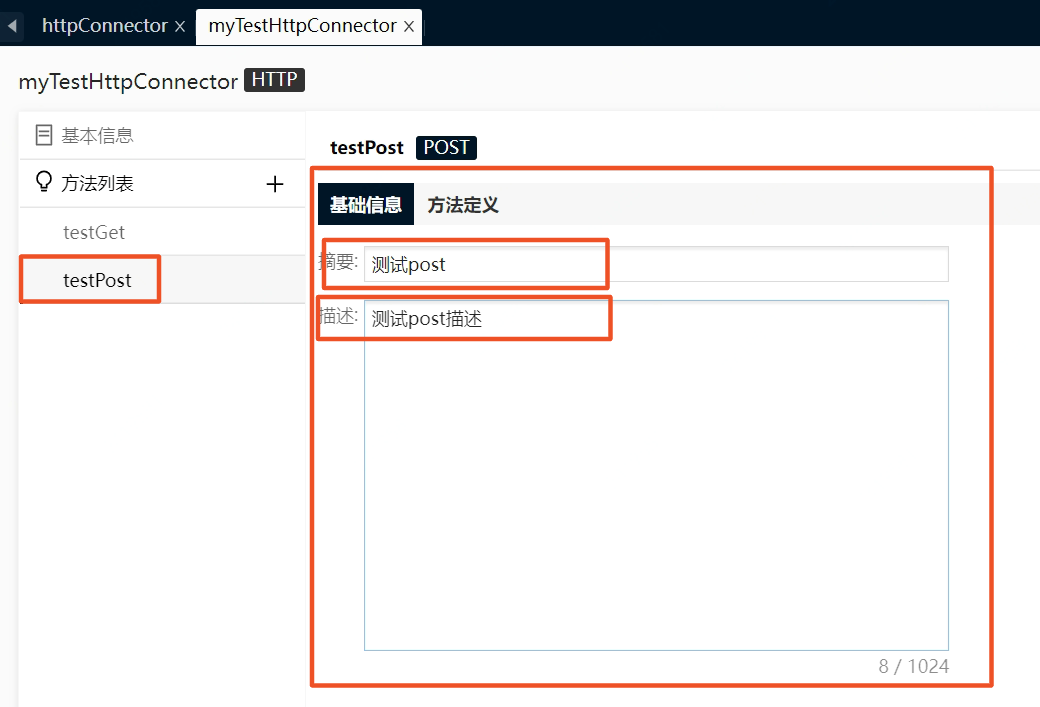 httpConnector myTestHttpConnector
myTestHttpConnector HTTP
基本信息
方法列表
testGet
testPost
testPost POST
基础信息 方法定义
摘要: 测试post
描述: 测试post描述
8 / 1024